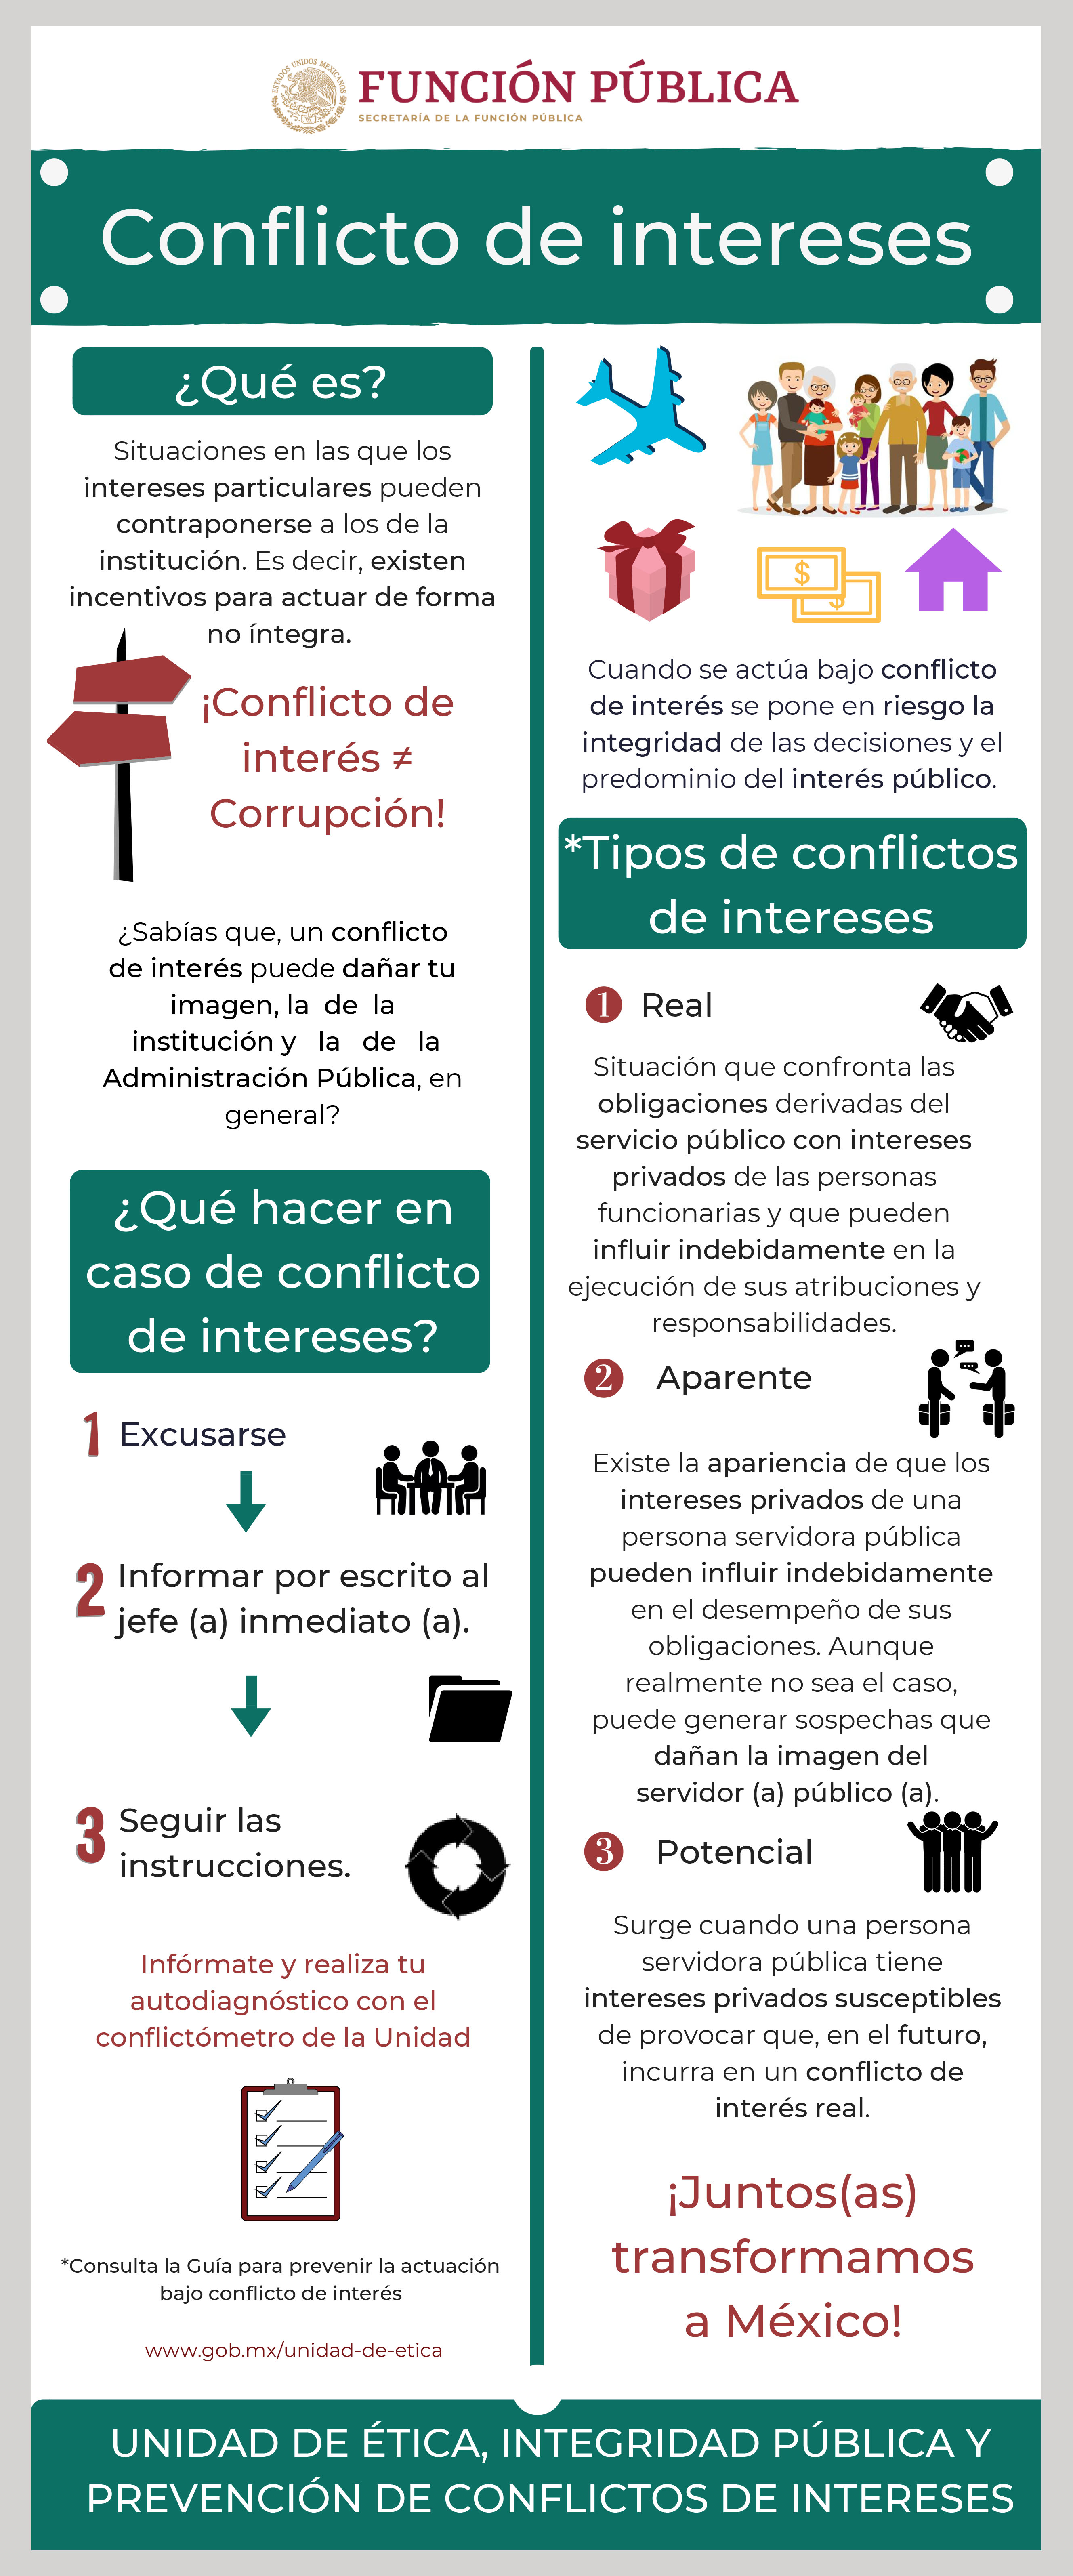 ESTADOS UNIDOS MEXICANOS
FUNCIÓN PÚBLICA
SECRETARÍA DE LA FUNCIÓN PÚBLICA
Conflicto de intereses
¿Qué es?
Situaciones en las que los
intereses particulares pueden
contraponerse a los de la
institución. Es decir, existen
incentivos para actuar de forma
no íntegra.
¡Conflicto de
interés ≠
Corrupción!
¿Sabías que, un conflicto
de interés puede dañar tu
imagen, la de la
institución y la de la
Administración Pública, en
general?
¿Qué hacer en
caso de conflicto
de intereses?
1 Excusarse
2 Informar por escrito al
jefe (a) inmediato (a).
3 Seguir las
instrucciones.
Infórmate y realiza tu
autodiagnóstico con el
conflictómetro de la Unidad
*Consulta la Guía para prevenir la actuación
bajo conflicto de interés
www.gob.mx/unidad-de-etica
$
$
Cuando se actúa bajo conflicto
de interés se pone en riesgo la
integridad de las decisiones y el
predominio del interés público.
*Tipos de conflictos
de intereses
1 Real
Situación que confronta las
obligaciones derivadas del
servicio público con intereses
privados de las personas
funcionarias y que pueden
influir indebidamente en la
ejecución de sus atribuciones y
responsabilidades.
2 Aparente
Existe la apariencia de que los
intereses privados de una
persona servidora pública
pueden influir indebidamente
en el desempeño de sus
obligaciones. Aunque
realmente no sea el caso,
puede generar sospechas que
dañan la imagen del
servidor (a) público (a).
3 Potencial
Surge cuando una persona
servidora pública tiene
intereses privados susceptibles
de provocar que, en el futuro,
incurra en un conflicto de
interés real.
¡Juntos(as)
transformamos
a México!
UNIDAD DE ÉTICA, INTEGRIDAD PÚBLICA Y
PREVENCIÓN DE CONFLICTOS DE INTERESES